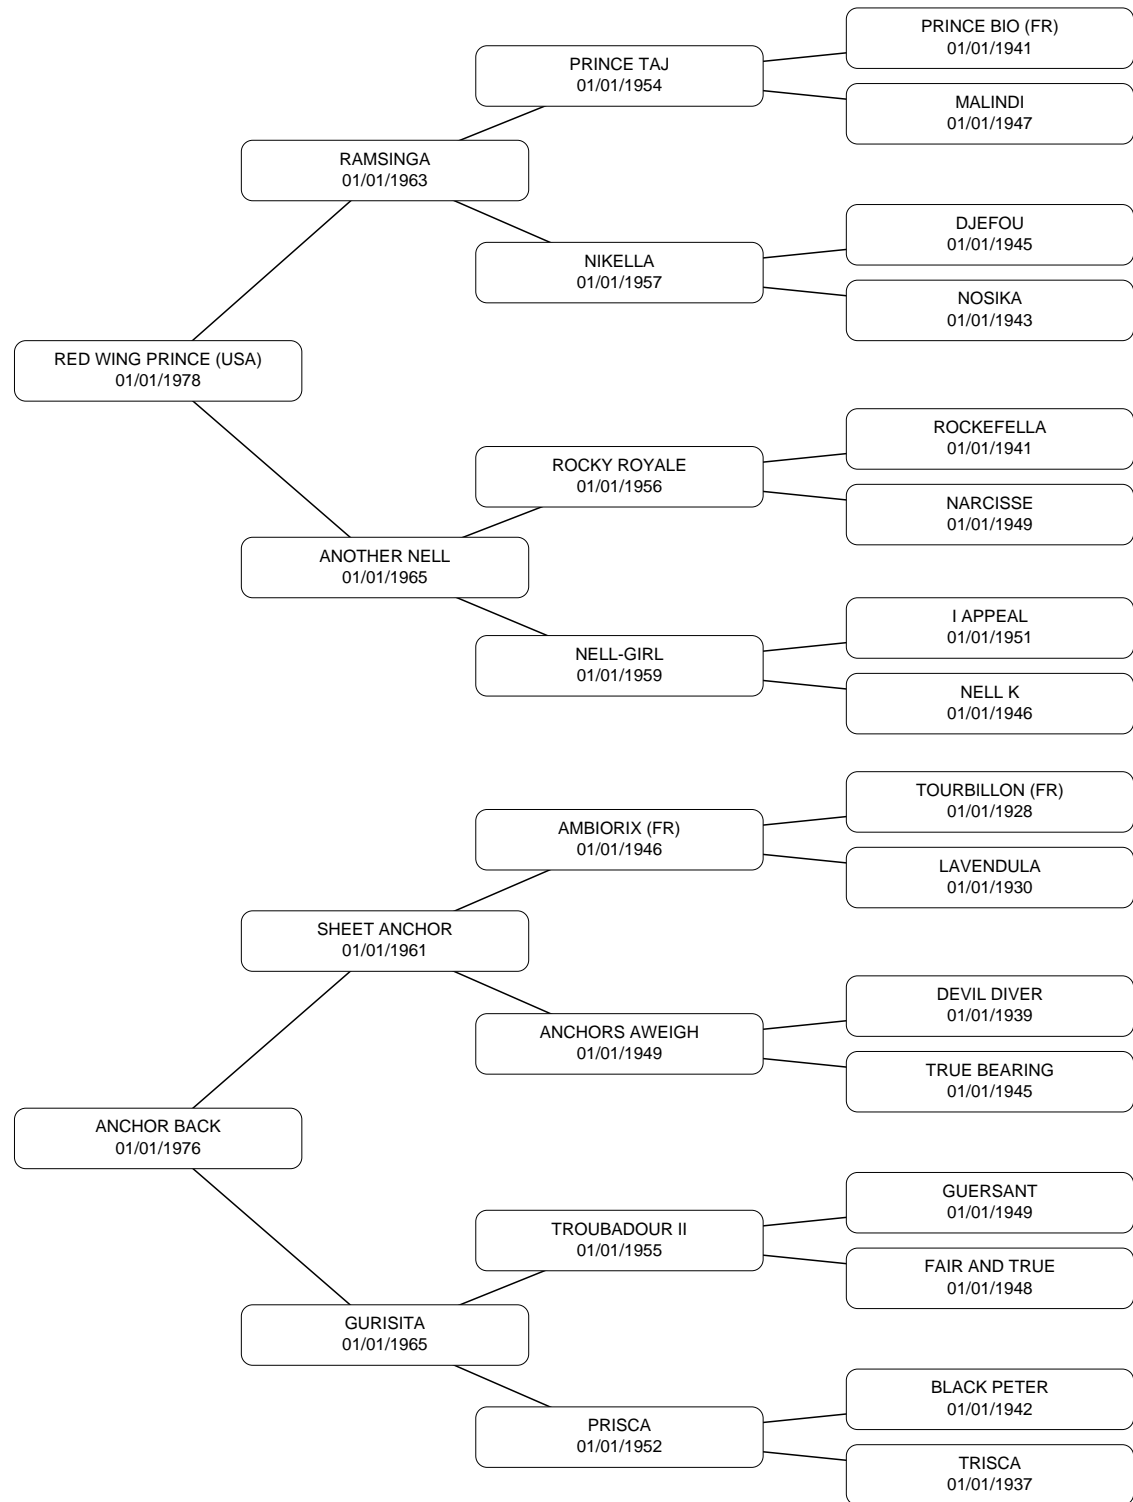 PRINCE BIO (FR)
01/01/1941
PRINCE TAJ
01/01/1954
MALINDI
01/01/1947
RAMSINGA
01/01/1963
DJEFOU
01/01/1945
NIKELLA
01/01/1957
NOSIKA
01/01/1943
RED WING PRINCE (USA)
01/01/1978
ROCKEFELLA
01/01/1941
ROCKY ROYALE
01/01/1956
NARCISSE
01/01/1949
ANOTHER NELL
01/01/1965
I APPEAL
01/01/1951
NELL-GIRL
01/01/1959
NELL K
01/01/1946
TOURBILLON (FR)
01/01/1928
AMBIORIX (FR)
01/01/1946
LAVENDULA
01/01/1930
SHEET ANCHOR
01/01/1961
DEVIL DIVER
01/01/1939
ANCHORS AWEIGH
01/01/1949
TRUE BEARING
01/01/1945
ANCHOR BACK
01/01/1976
GUERSANT
01/01/1949
TROUBADOUR II
01/01/1955
FAIR AND TRUE
01/01/1948
GURISITA
01/01/1965
BLACK PETER
01/01/1942
PRISCA
01/01/1952
TRISCA
01/01/1937